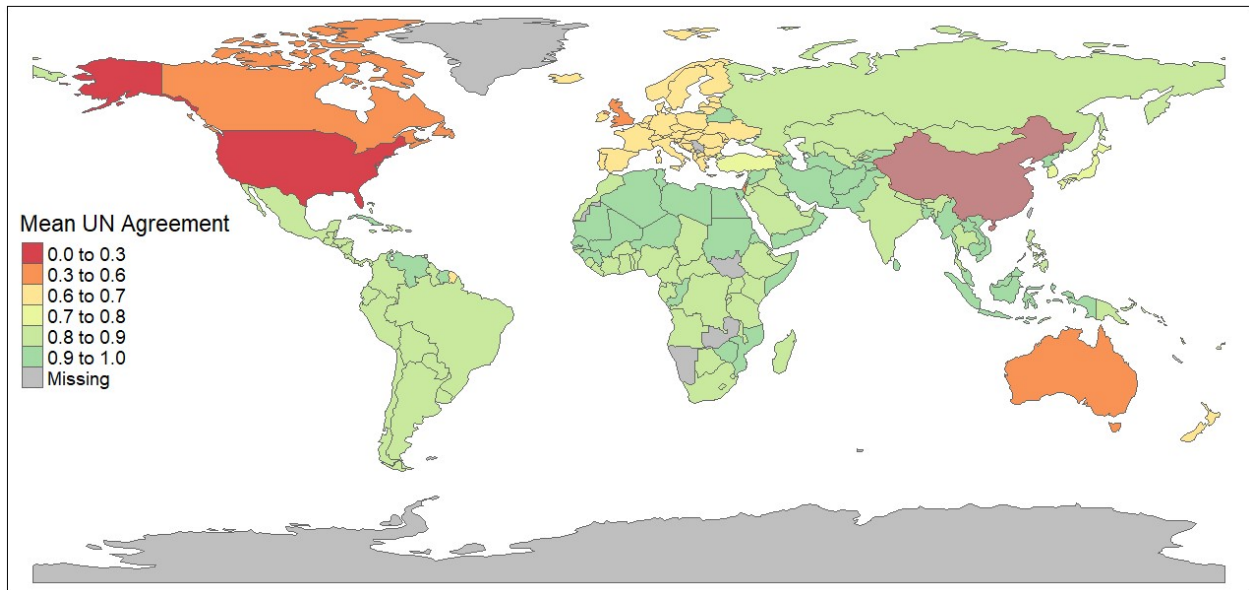 Mean UN Agreement
0.0 to 0.3
0.3 to 0.6
0.6 to 0.7
0.7 to 0.8
0.8 to 0.9
0.9 to 1.0
Missing